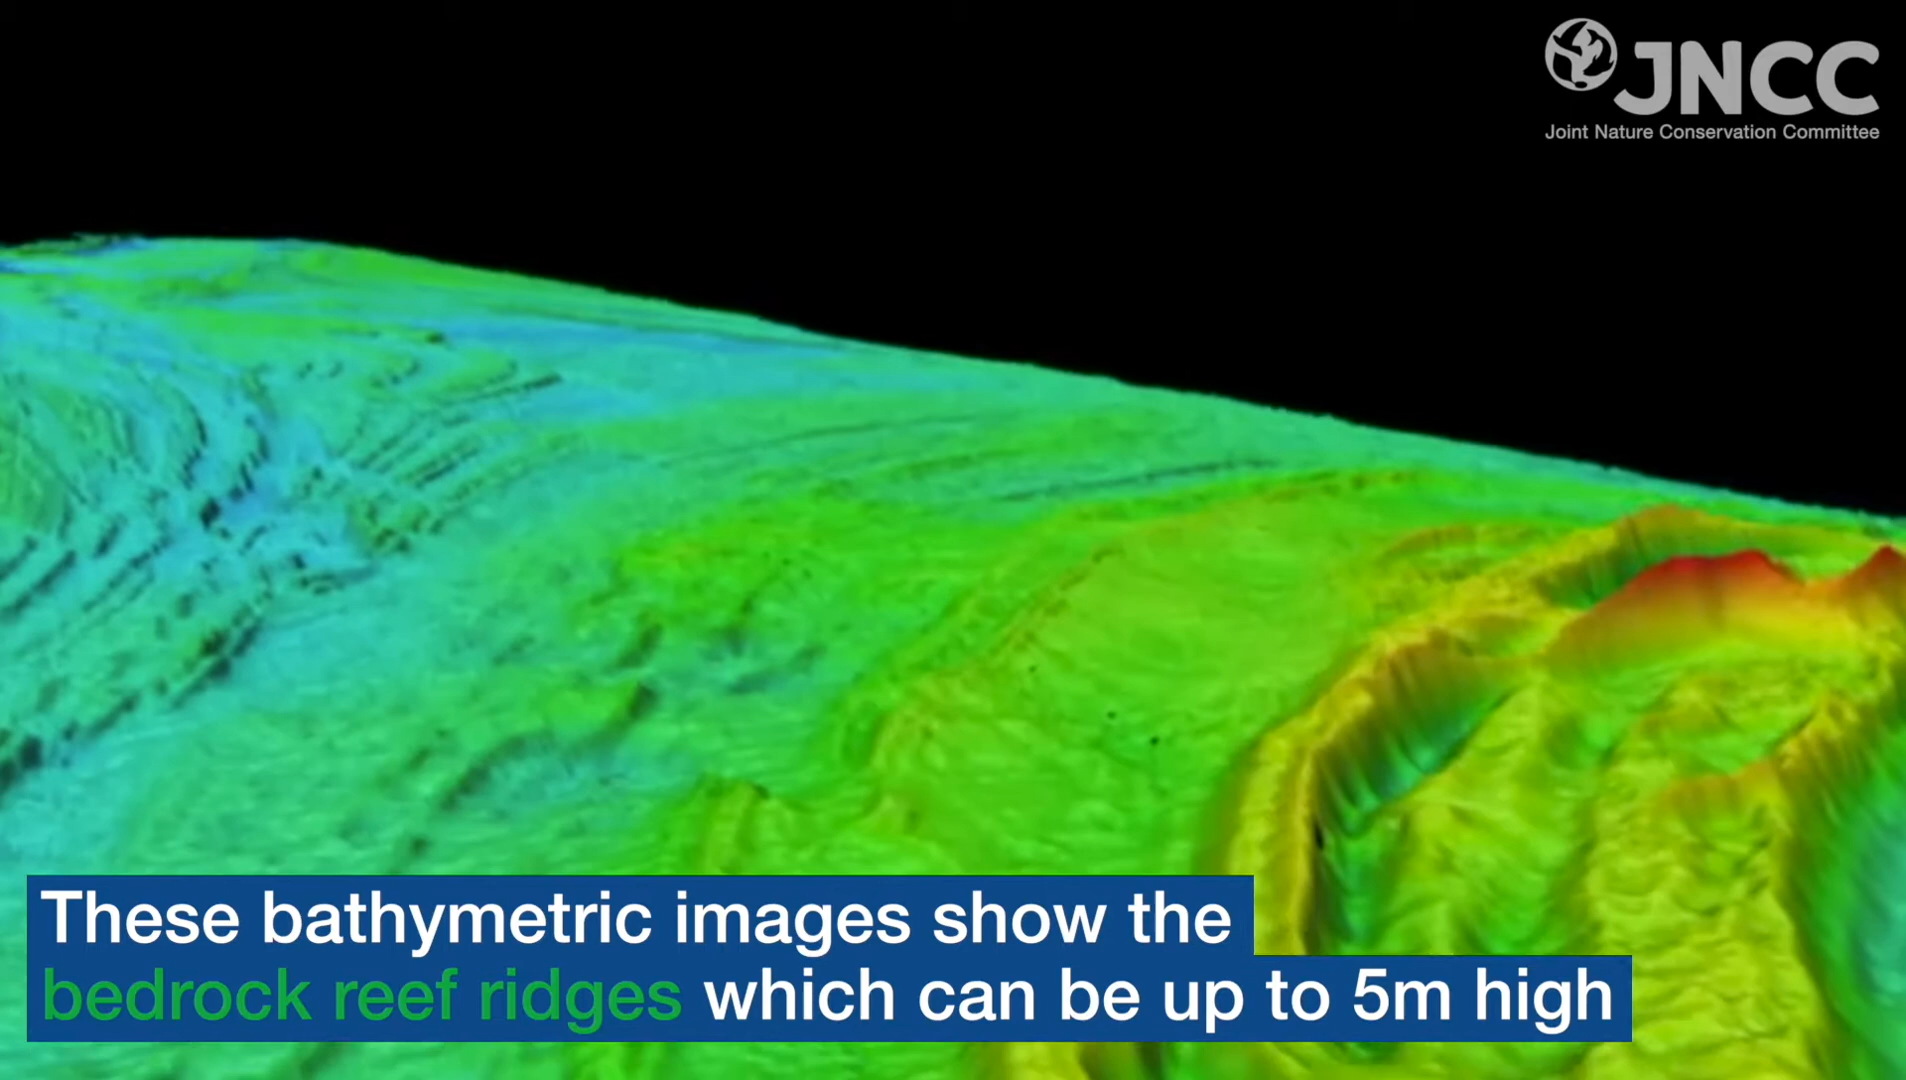 JNCC
Joint Nature Conservation Committee
These bathymetric images show the
bedrock reef ridges which can be up to 5m high